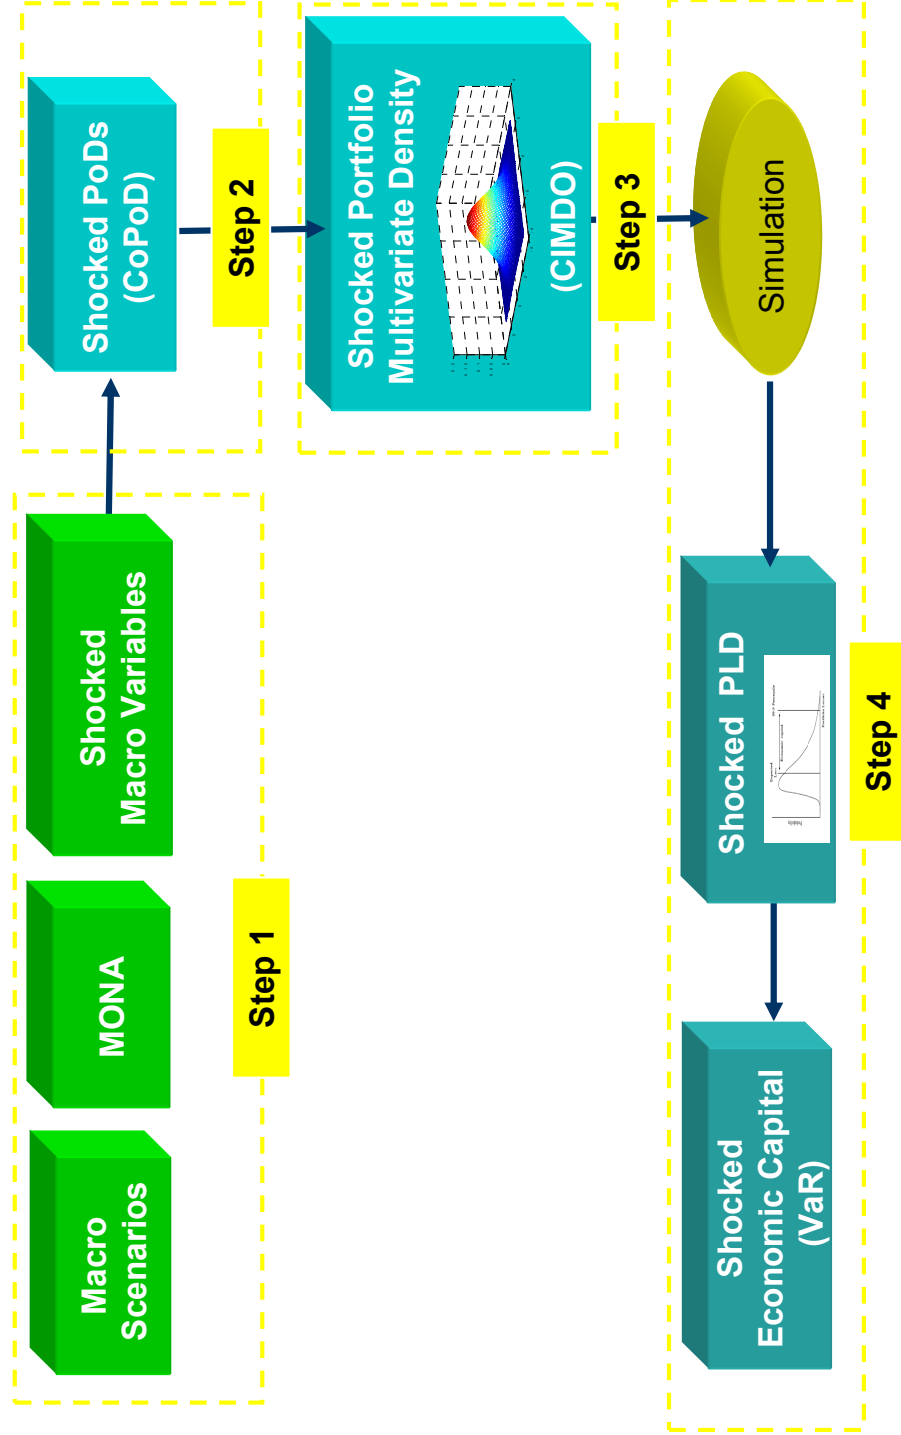 Macro
Scenarios
MONA
Shocked
Macro Variables
Step 1
Shocked PoDs
(CoPoD)
Step 2
Shocked Portfolio
Multivariate Density
(CIMDO)
Step 3
Simulation
Shocked PLD
Step 4
Shocked
Economic Capital
(VaR)